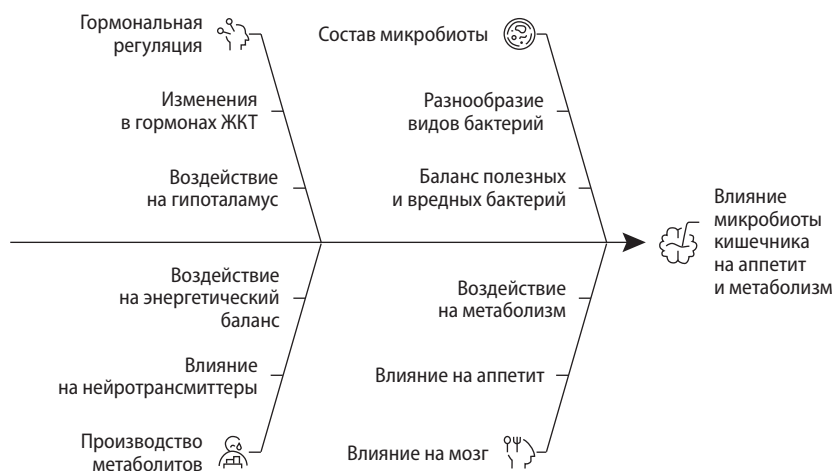 Гормональная
регуляция
Состав микробиоты
Изменения
в гормонах ЖКТ
Разнообразие
видов бактерий
Воздействие
на гипоталамус
Баланс полезных
и вредных бактерий
Влияние
микробиоты
кишечника
на аппетит
и метаболизм
Воздействие
на энергетический
баланс
Воздействие
на метаболизм
Влияние
на нейротрансмиттеры
Влияние на аппетит
Производство
метаболитов
Влияние на мозг